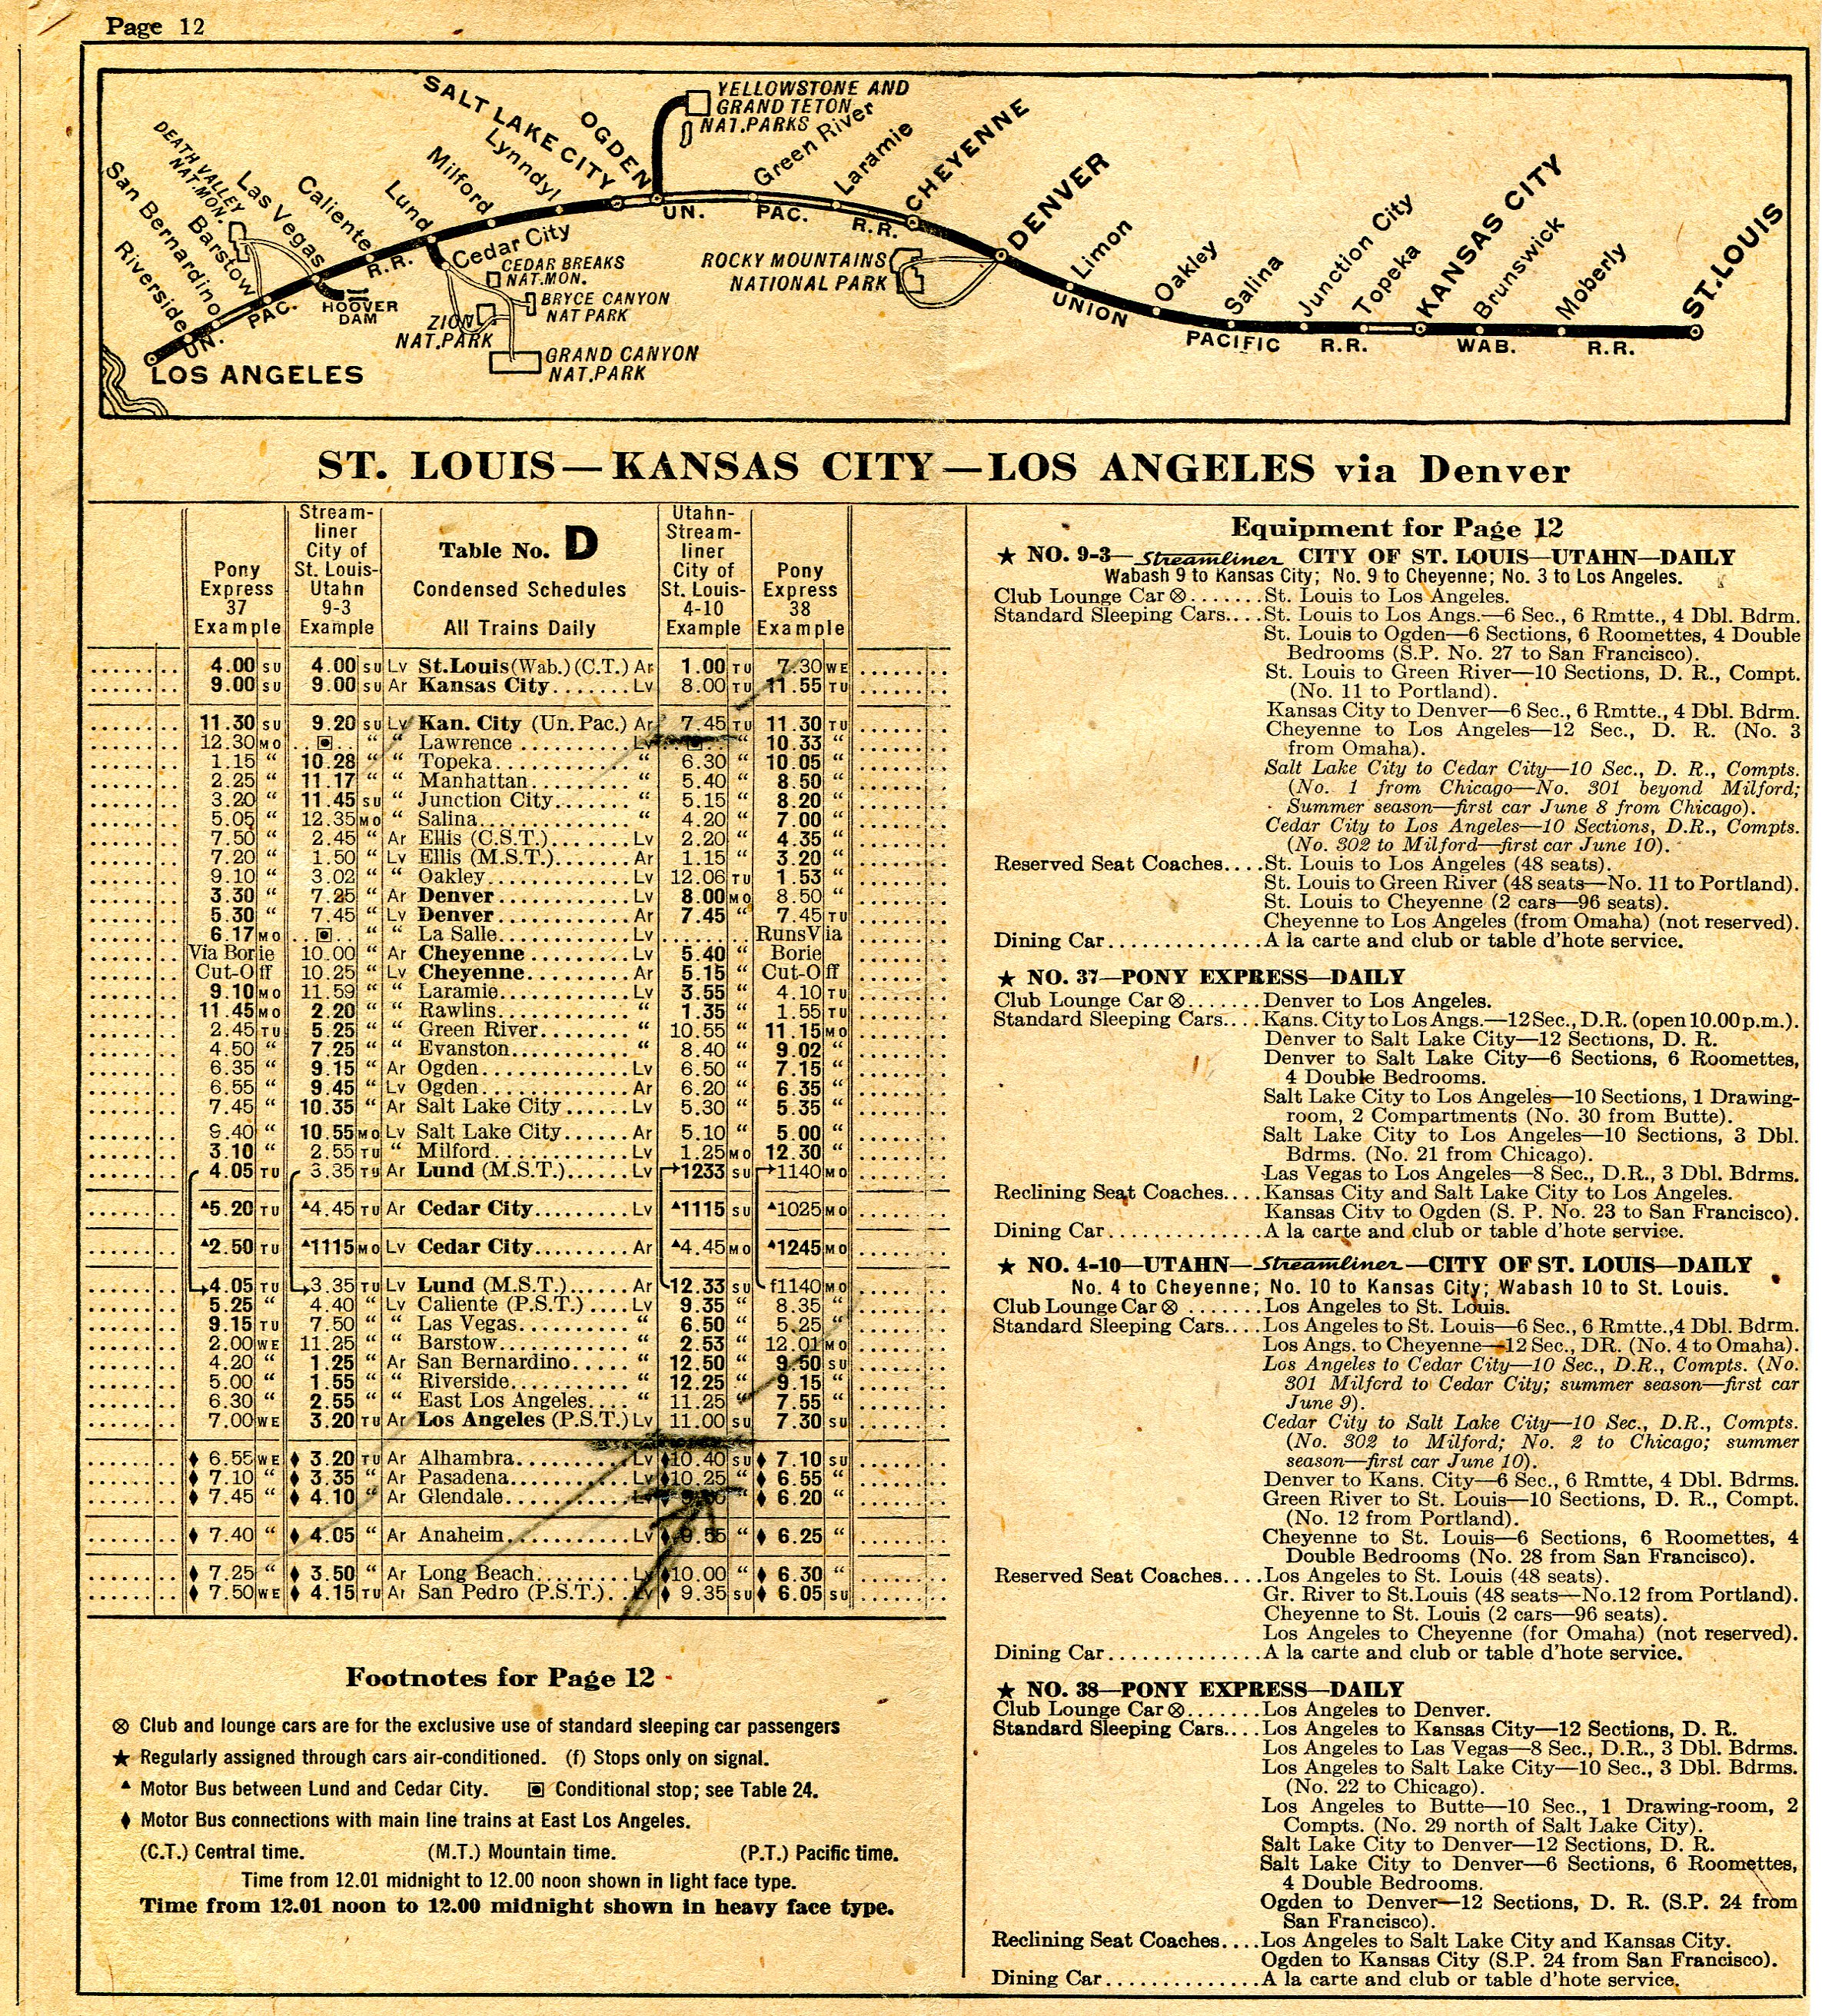 Page 12
YELLOWSTONE AND
GRAND TETON
NAT.PARKS
SALT LAKE CITY
OGDEN
Green River
Laramie
CHEYENNE
DENVER
DEATH VALLEY
NAT.MON.
San Bernardino
Riverside
Barstow
Las Vegas
Caliente
Lund
Milford
Lynndyl
Cedar City
CEDAR BREAKS
NAT.MON.
BRYCE CANYON
NAT PARK
ZION
NAT.PARK
GRAND CANYON
NAT.PARK
HOOVER
DAM
LOS ANGELES
UN. PAC. R.R.
UN. PAC. R.R.
ROCKY MOUNTAINS
NATIONAL PARK
Limon
Oakley
Salina
Junction City
Topeka
KANSAS CITY
Brunswick
Moberly
ST.LOUIS
UNION PACIFIC R.R.
WAB. R.R.
ST. LOUIS—KANSAS CITY—LOS ANGELES via Denver
Pony Express 37 Example
Streamliner City of St. Louis-Utahn 9-3 Example
Table No. D
Condensed Schedules
All Trains Daily
Utahn-Streamliner City of St. Louis- 4-10 Example
Pony Express 38 Example
4.00 SU 4.00 SU Lv St.Louis (Wab.) (C.T.) Ar 1.00 TU 7.30 WE
9.00 SU 9.00 SU Ar Kansas City....... Lv 8.00 TU 11.55 TU
11.30 SU 9.20 SU Lv Kan. City (Un. Pac.) Ar 7.45 TU 11.30 TU
12.30 MO ..▣.. “ “ Lawrence .......... Lv ▣ “ 10.33 “
1.15 “ 10.28 “ “ Topeka............ “ 6.30 “ 10.05 “
2.25 “ 11.17 “ “ Manhattan........ “ 5.40 “ 8.50 “
3.20 “ 11.45 SU “ Junction City...... “ 5.15 “ 8.20 “
5.05 “ 12.35 MO “ Salina.............. “ 4.20 “ 7.00 “
7.50 “ 2.45 “ Ar Ellis (C.S.T.)....... Lv 2.20 “ 4.35 “
7.20 “ 1.50 “ Lv Ellis (M.S.T.)....... Ar 1.15 “ 3.20 “
9.10 “ 3.02 “ “ Oakley............. Lv 12.06 TU 1.53 “
3.30 “ 7.25 “ Ar Denver............ Lv 8.00 MO 8.50 “
5.30 “ 7.45 “ Lv Denver............ Ar 7.45 “ 7.45 TU
6.17 MO ..▣.. “ “ La Salle............ Lv ........ Runs Via
Via Borie 10.00 “ Ar Cheyenne......... Lv 5.40 “ Borie
Cut-Off 10.25 “ Lv Cheyenne......... Ar 5.15 “ Cut-Off
9.10 MO 11.59 “ “ Laramie........... Lv 3.55 “ 4.10 TU
11.45 MO 2.20 “ “ Rawlins............ “ 1.35 “ 1.55 TU
2.45 TU 5.25 “ “ Green River........ “ 10.55 “ 11.15 MO
4.50 “ 7.25 “ “ Evanston........... “ 8.40 “ 9.02 “
6.35 “ 9.15 “ Ar Ogden.............. Lv 6.50 “ 7.15 “
6.55 “ 9.45 “ Lv Ogden.............. Ar 6.20 “ 6.35 “
7.45 “ 10.35 “ Ar Salt Lake City...... Lv 5.30 “ 5.35 “
9.40 “ 10.55 MO Lv Salt Lake City...... Ar 5.10 “ 5.00 “
3.10 “ 2.55 TU “ Milford............. Lv 1.25 MO 12.30 “
4.05 TU 3.35 TU Ar Lund (M.S.T.)...... Lv 1233 SU 1140 MO
▲5.20 TU ▲4.45 TU Ar Cedar City......... Lv ▲1115 SU ▲1025 MO
▲2.50 TU ▲1115 MO Lv Cedar City......... Ar ▲4.45 MO ▲1245 MO
4.05 TU 3.35 TU Lv Lund (M.S.T.)...... Ar 12.33 SU f1140 MO
5.25 “ 4.40 “ Lv Caliente (P.S.T.).... Lv 9.35 “ 8.35 “
9.15 TU 7.50 “ “ Las Vegas.......... “ 6.50 “ 5.25 “
2.00 WE 11.25 “ “ Barstow............ “ 2.53 “ 12.01 MO
4.20 “ 1.25 “ Ar San Bernardino..... “ 12.50 “ 9.50 SU
5.00 “ 1.55 “ “ Riverside........... “ 12.25 “ 9.15 “
6.30 “ 2.55 “ “ East Los Angeles.... “ 11.25 “ 7.55 “
7.00 WE 3.20 TU Ar Los Angeles (P.S.T.) Lv 11.00 SU 7.30 SU
♦ 6.55 WE ♦ 3.20 TU Ar Alhambra.......... Lv ♦10.40 SU ♦ 7.10 SU
♦ 7.10 “ ♦ 3.35 “ Ar Pasadena........... Lv ♦10.25 “ ♦ 6.55 “
♦ 7.45 “ ♦ 4.10 “ Ar Glendale........... Lv “ ♦ 6.20 “
♦ 7.40 “ ♦ 4.05 “ Ar Anaheim........... Lv ♦ 9.55 “ ♦ 6.25 “
♦ 7.25 “ ♦ 3.50 “ Ar Long Beach......... Lv ♦10.00 “ ♦ 6.30 “
♦ 7.50 WE ♦ 4.15 TU Ar San Pedro (P.S.T.).. Lv ♦ 9.35 SU ♦ 6.05 SU
Footnotes for Page 12
⊗ Club and lounge cars are for the exclusive use of standard sleeping car passengers
★ Regularly assigned through cars air-conditioned. (f) Stops only on signal.
▲ Motor Bus between Lund and Cedar City. ▣ Conditional stop; see Table 24.
♦ Motor Bus connections with main line trains at East Los Angeles.
(C.T.) Central time. (M.T.) Mountain time. (P.T.) Pacific time.
Time from 12.01 midnight to 12.00 noon shown in light face type.
Time from 12.01 noon to 12.00 midnight shown in heavy face type.
Equipment for Page 12
★ NO. 9-3—Streamliner CITY OF ST. LOUIS—UTAHN—DAILY
Wabash 9 to Kansas City; No. 9 to Cheyenne; No. 3 to Los Angeles.
Club Lounge Car ⊗.......St. Louis to Los Angeles.
Standard Sleeping Cars....St. Louis to Los Angs.—6 Sec., 6 Rmtte., 4 Dbl. Bdrm.
St. Louis to Ogden—6 Sections, 6 Roomettes, 4 Double
Bedrooms (S.P. No. 27 to San Francisco).
St. Louis to Green River—10 Sections, D. R., Compt.
(No. 11 to Portland).
Kansas City to Denver—6 Sec., 6 Rmtte., 4 Dbl. Bdrm.
Cheyenne to Los Angeles—12 Sec., D. R. (No. 3
from Omaha).
Salt Lake City to Cedar City—10 Sec., D. R., Compts.
(No. 1 from Chicago—No. 301 beyond Milford;
Summer season—first car June 8 from Chicago).
Cedar City to Los Angeles—10 Sections, D.R., Compts.
(No. 302 to Milford—first car June 10).
Reserved Seat Coaches....St. Louis to Los Angeles (48 seats).
St. Louis to Green River (48 seats—No. 11 to Portland).
St. Louis to Cheyenne (2 cars—96 seats).
Cheyenne to Los Angeles (from Omaha) (not reserved).
Dining Car..............A la carte and club or table d'hote service.
★ NO. 37—PONY EXPRESS—DAILY
Club Lounge Car ⊗.......Denver to Los Angeles.
Standard Sleeping Cars....Kans. City to Los Angs.—12 Sec., D.R. (open 10.00 p.m.).
Denver to Salt Lake City—12 Sections, D. R.
Denver to Salt Lake City—6 Sections, 6 Roomettes,
4 Double Bedrooms.
Salt Lake City to Los Angeles—10 Sections, 1 Drawing-
room, 2 Compartments (No. 30 from Butte).
Salt Lake City to Los Angeles—10 Sections, 3 Dbl.
Bdrms. (No. 21 from Chicago).
Las Vegas to Los Angeles—8 Sec., D.R., 3 Dbl. Bdrms.
Reclining Seat Coaches....Kansas City and Salt Lake City to Los Angeles.
Kansas City to Ogden (S. P. No. 23 to San Francisco).
Dining Car..............A la carte and club or table d'hote service.
★ NO. 4-10—UTAHN—Streamliner—CITY OF ST. LOUIS—DAILY
No. 4 to Cheyenne; No. 10 to Kansas City; Wabash 10 to St. Louis.
Club Lounge Car ⊗.......Los Angeles to St. Louis.
Standard Sleeping Cars....Los Angeles to St. Louis—6 Sec., 6 Rmtte., 4 Dbl. Bdrm.
Los Angs. to Cheyenne—12 Sec., DR. (No. 4 to Omaha).
Los Angeles to Cedar City—10 Sec., D.R., Compts. (No.
301 Milford to Cedar City; summer season—first car
June 9).
Cedar City to Salt Lake City—10 Sec., D.R., Compts.
(No. 302 to Milford; No. 2 to Chicago; summer
season—first car June 10).
Denver to Kans. City—6 Sec., 6 Rmtte, 4 Dbl. Bdrms.
Green River to St. Louis—10 Sections, D. R., Compt.
(No. 12 from Portland).
Cheyenne to St. Louis—6 Sections, 6 Roomettes, 4
Double Bedrooms (No. 28 from San Francisco).
Reserved Seat Coaches....Los Angeles to St. Louis (48 seats).
Gr. River to St.Louis (48 seats—No.12 from Portland).
Cheyenne to St. Louis (2 cars—96 seats).
Los Angeles to Cheyenne (for Omaha) (not reserved).
Dining Car..............A la carte and club or table d'hote service.
★ NO. 38—PONY EXPRESS—DAILY
Club Lounge Car ⊗.......Los Angeles to Denver.
Standard Sleeping Cars....Los Angeles to Kansas City—12 Sections, D. R.
Los Angeles to Las Vegas—8 Sec., D.R., 3 Dbl. Bdrms.
Los Angeles to Salt Lake City—10 Sec., 3 Dbl. Bdrms.
(No. 22 to Chicago).
Los Angeles to Butte—10 Sec., 1 Drawing-room, 2
Compts. (No. 29 north of Salt Lake City).
Salt Lake City to Denver—12 Sections, D. R.
Salt Lake City to Denver—6 Sections, 6 Roomettes,
4 Double Bedrooms.
Ogden to Denver—12 Sections, D. R. (S.P. 24 from
San Francisco).
Reclining Seat Coaches....Los Angeles to Salt Lake City and Kansas City.
Ogden to Kansas City (S.P. 24 from San Francisco).
Dining Car..............A la carte and club or table d'hote service.